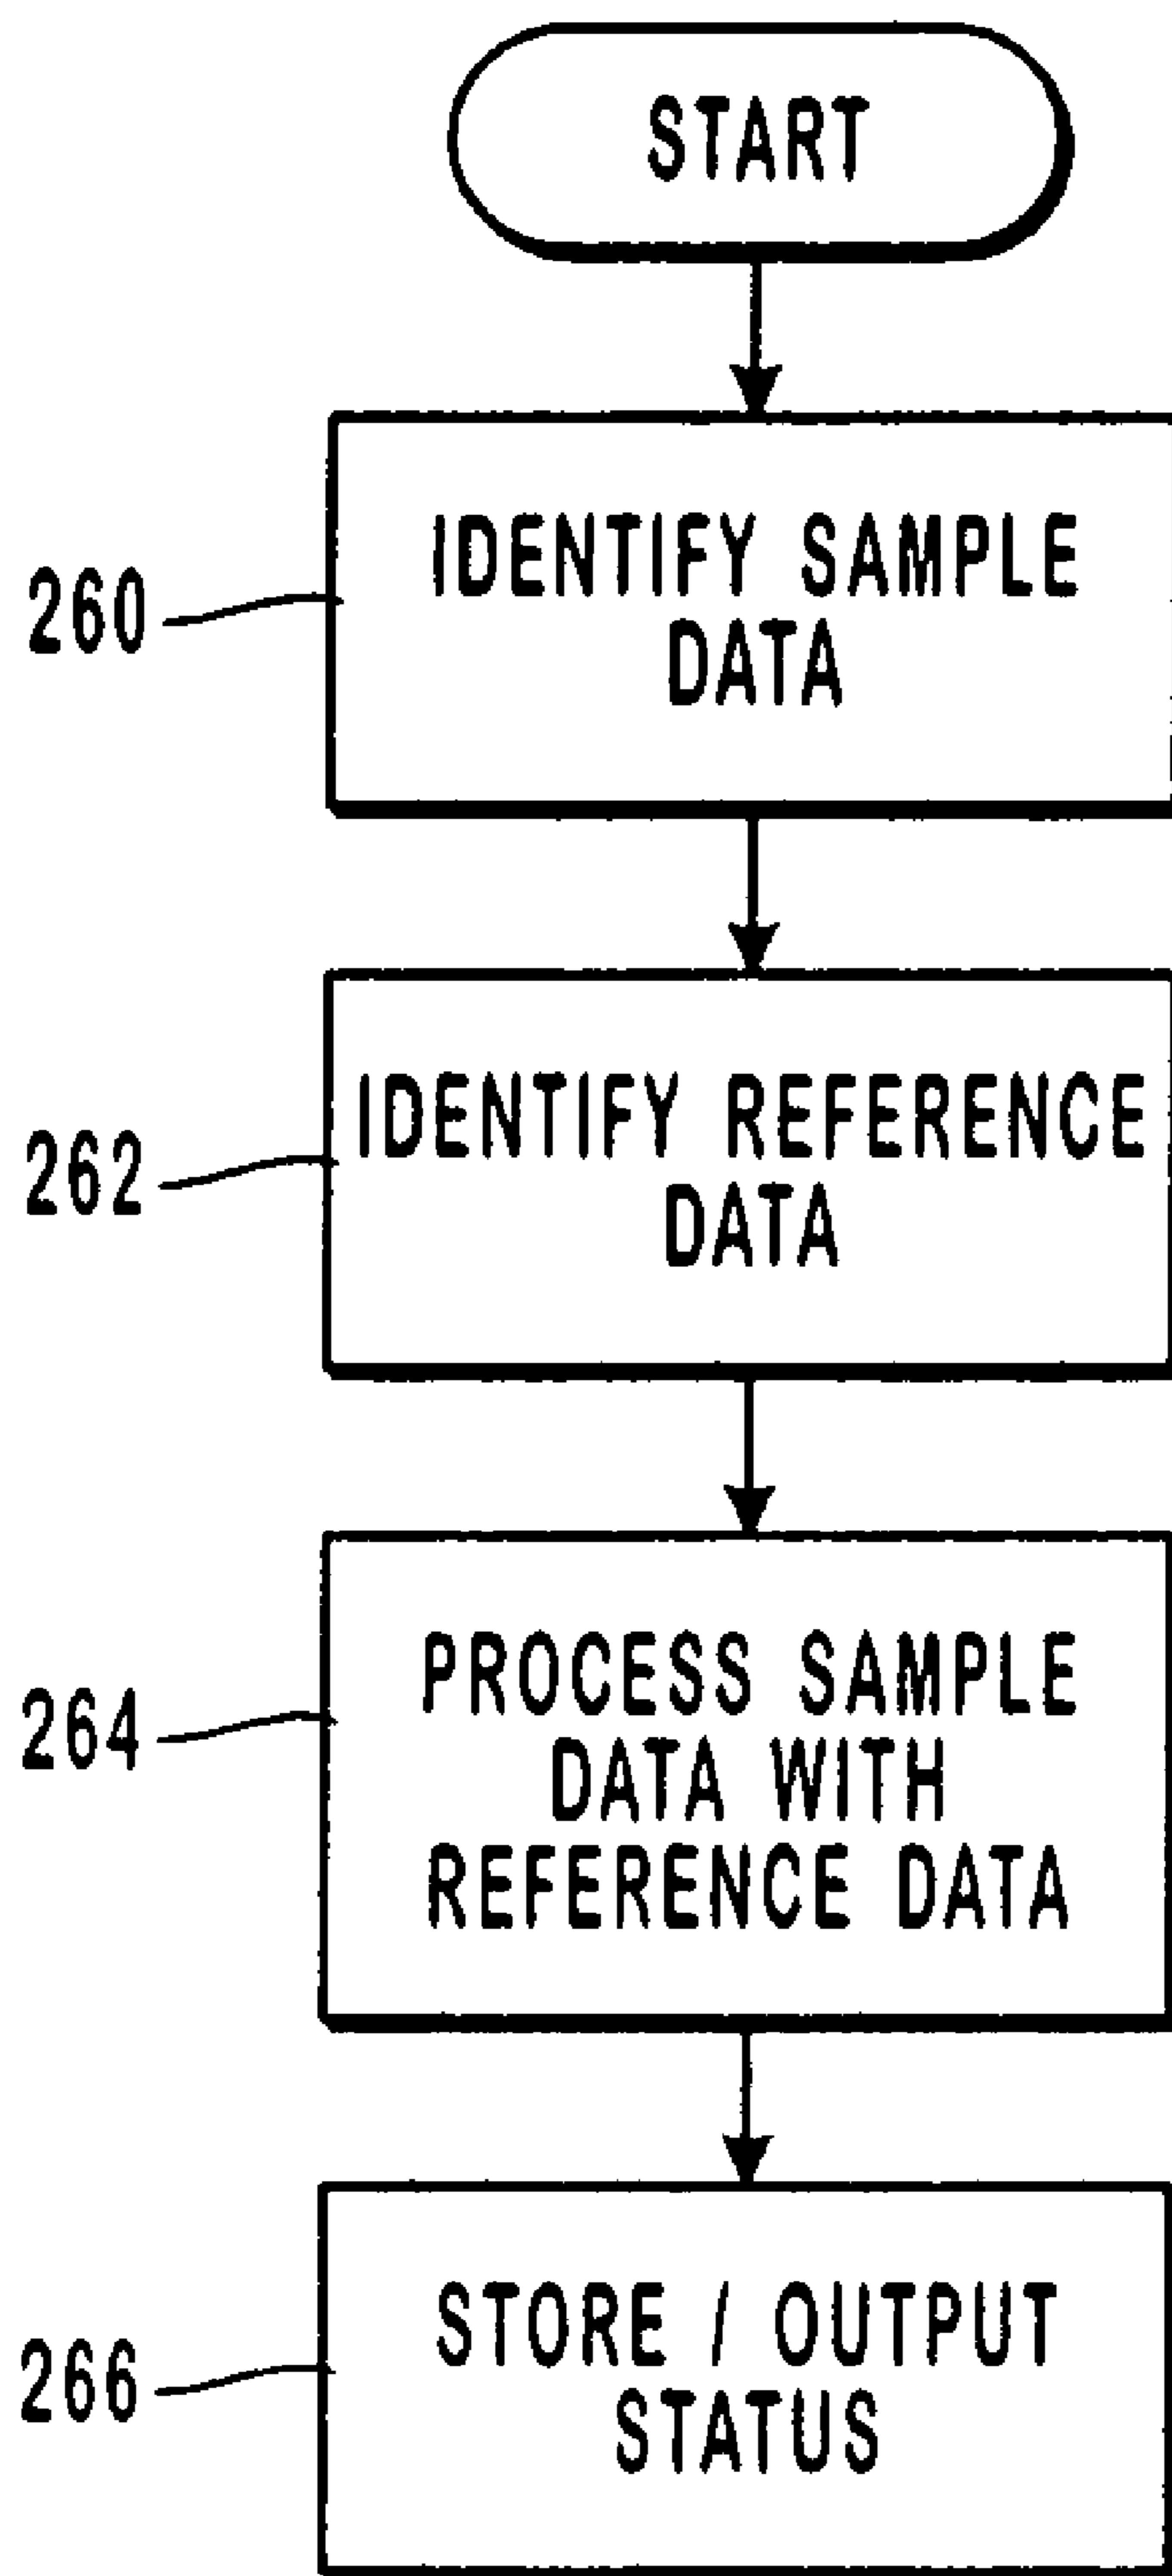 START
260
IDENTIFY SAMPLE
DATA
262
IDENTIFY REFERENCE
DATA
264
PROCESS SAMPLE
DATA WITH
REFERENCE DATA
266
STORE / OUTPUT
STATUS